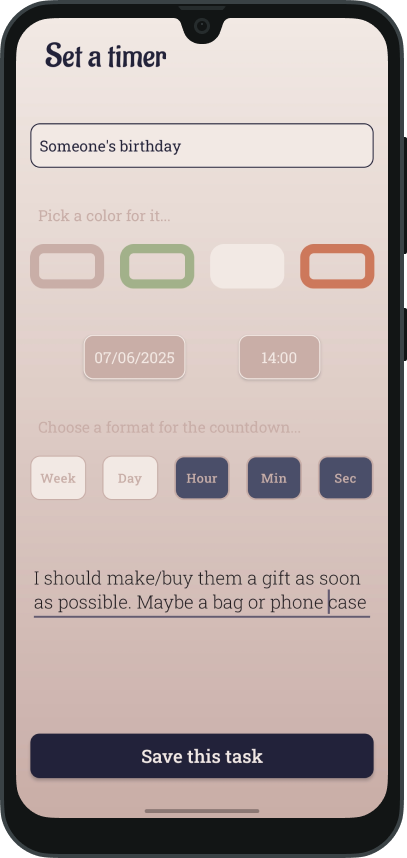 Set a timer
Someone's birthday
Pick a color for it...
07/06/2025 14:00
Choose a format for the countdown...
Week Day Hour Min Sec
I should make/buy them a gift as soon
as possible. Maybe a bag or phone case
Save this task